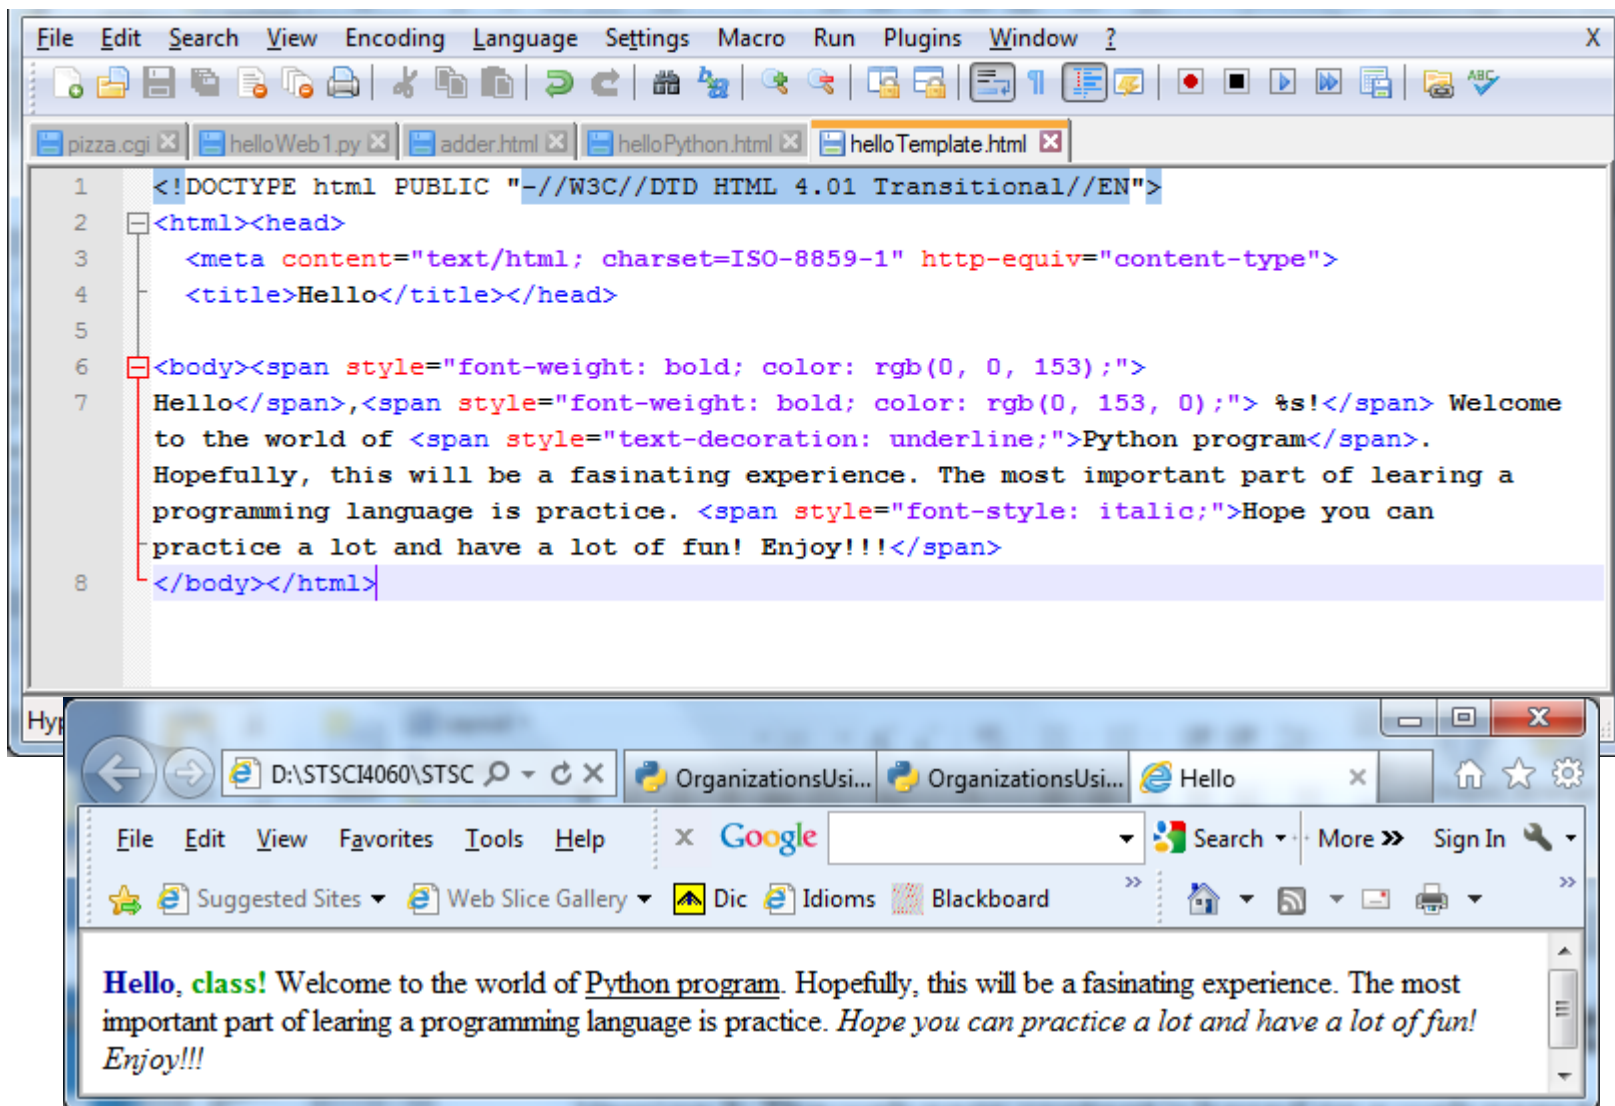 File Edit Search View Encoding Language Settings Macro Run Plugins Window ? X
ABC
pizza.cgi helloWeb1.py adder.html helloPython.html helloTemplate.html
1 <!DOCTYPE html PUBLIC "-//W3C//DTD HTML 4.01 Transitional//EN">
2 <html><head>
3 <meta content="text/html; charset=ISO-8859-1" http-equiv="content-type">
4 <title>Hello</title></head>
5
6 <body><span style="font-weight: bold; color: rgb(0, 0, 153);">
7 Hello</span>,<span style="font-weight: bold; color: rgb(0, 153, 0);"> %s!</span> Welcome
to the world of <span style="text-decoration: underline;">Python program</span>.
Hopefully, this will be a fasinating experience. The most important part of learing a
programming language is practice. <span style="font-style: italic;">Hope you can
practice a lot and have a lot of fun! Enjoy!!!</span>
8 </body></html>
Hyp
D:\STSCI4060\STSC OrganizationsUsi... OrganizationsUsi... Hello
File Edit View Favorites Tools Help x Google Search More >> Sign In
Suggested Sites Web Slice Gallery Dic Idioms Blackboard >> >>
Hello, class! Welcome to the world of Python program. Hopefully, this will be a fasinating experience. The most
important part of learing a programming language is practice. Hope you can practice a lot and have a lot of fun!
Enjoy!!!